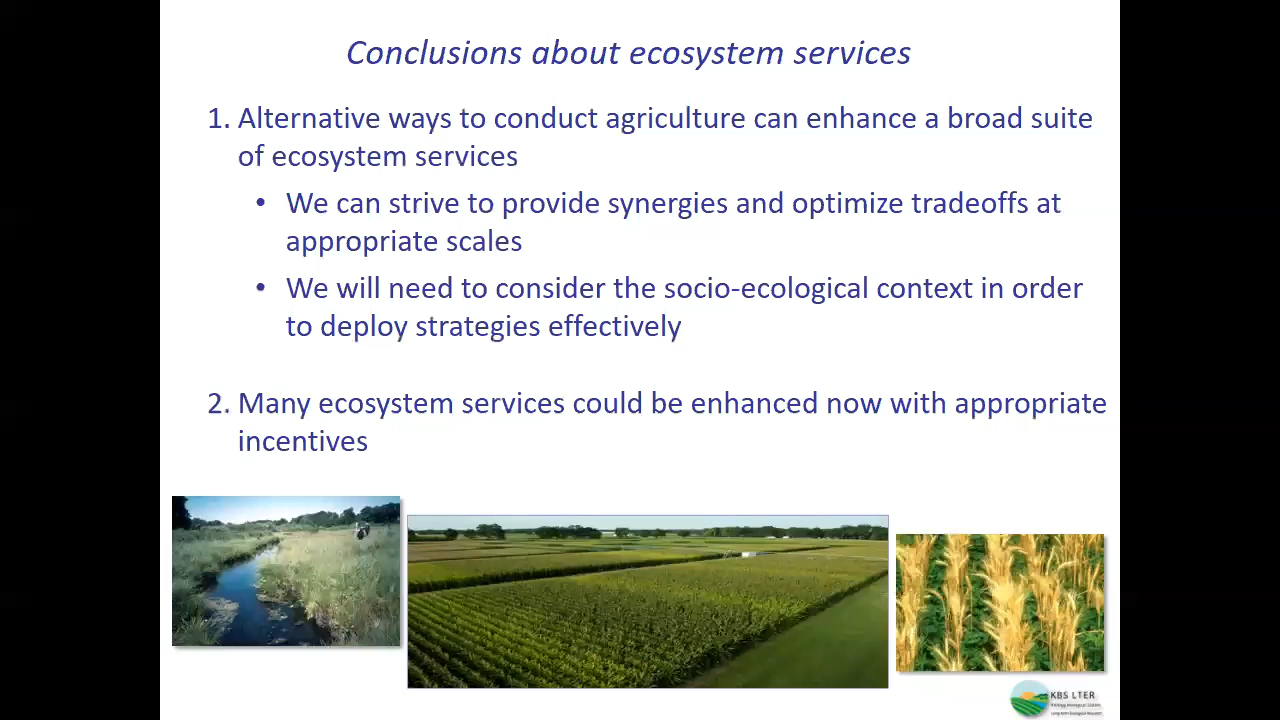 Conclusions about ecosystem services
1. Alternative ways to conduct agriculture can enhance a broad suite
of ecosystem services
• We can strive to provide synergies and optimize tradeoffs at
appropriate scales
• We will need to consider the socio-ecological context in order
to deploy strategies effectively
2. Many ecosystem services could be enhanced now with appropriate
incentives
KBS LTER